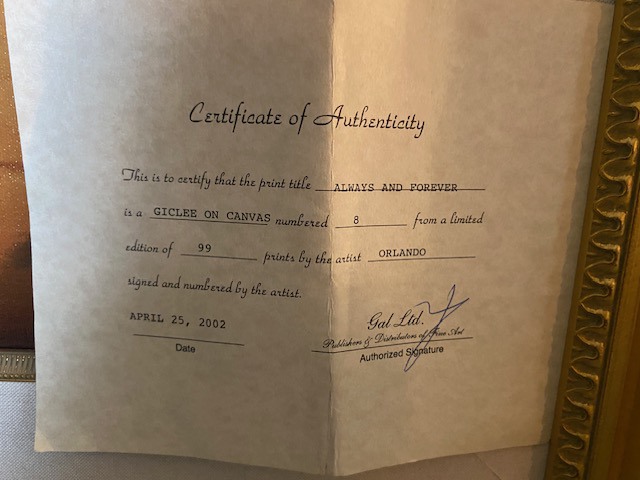 Certificate of Authenticity
This is to certify that the print title ALWAYS AND FOREVER
is a GICLEE ON CANVAS numbered 8 from a limited
edition of 99 prints by the artist ORLANDO
signed and numbered by the artist.
APRIL 25, 2002
Date
Gal Ltd.
Publishers & Distributors of Fine Art
Authorized Signature